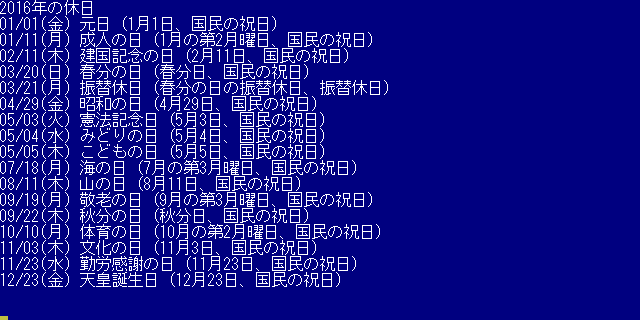 2016年の休日
01/01(金) 元日 (1月1日、国民の祝日)
01/11(月) 成人の日 (1月の第2月曜日、国民の祝日)
02/11(木) 建国記念の日 (2月11日、国民の祝日)
03/20(日) 春分の日 (春分日、国民の祝日)
03/21(月) 振替休日 (春分の日の振替休日、振替休日)
04/29(金) 昭和の日 (4月29日、国民の祝日)
05/03(火) 憲法記念日 (5月3日、国民の祝日)
05/04(水) みどりの日 (5月4日、国民の祝日)
05/05(木) こどもの日 (5月5日、国民の祝日)
07/18(月) 海の日 (7月の第3月曜日、国民の祝日)
08/11(木) 山の日 (8月11日、国民の祝日)
09/19(月) 敬老の日 (9月の第3月曜日、国民の祝日)
09/22(木) 秋分の日 (秋分日、国民の祝日)
10/10(月) 体育の日 (10月の第2月曜日、国民の祝日)
11/03(木) 文化の日 (11月3日、国民の祝日)
11/23(水) 勤労感謝の日 (11月23日、国民の祝日)
12/23(金) 天皇誕生日 (12月23日、国民の祝日)